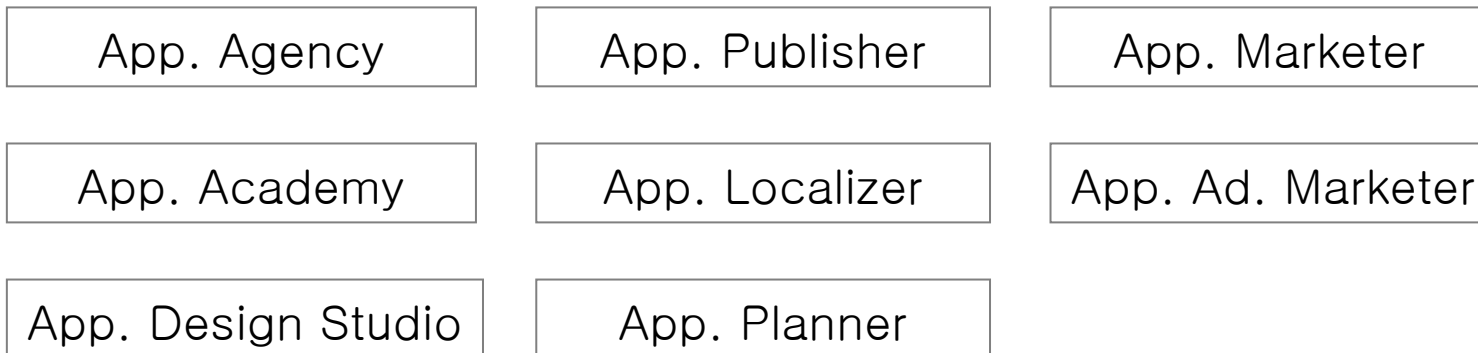 App. Agency
App. Publisher
App. Marketer
App. Academy
App. Localizer
App. Ad. Marketer
App. Design Studio
App. Planner